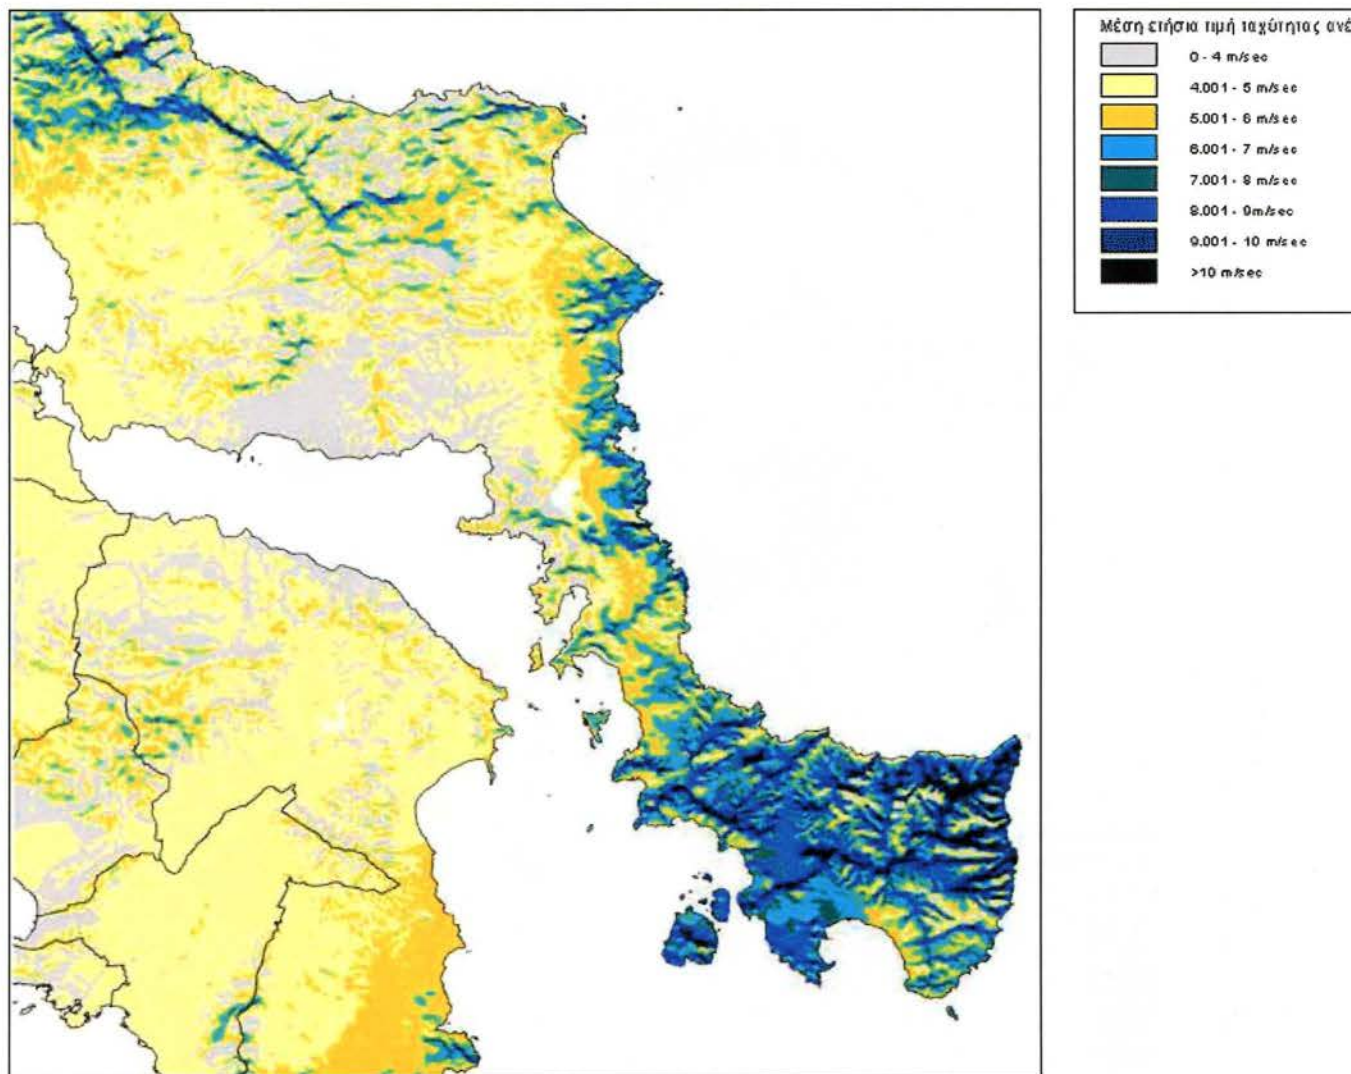 Μέση ετήσια τιμή ταχύτητας ανέ
0 - 4 m/sec
4.001 - 5 m/sec
5.001 - 6 m/sec
6.001 - 7 m/sec
7.001 - 8 m/sec
8.001 - 9m/sec
9.001 - 10 m/sec
>10 m/sec